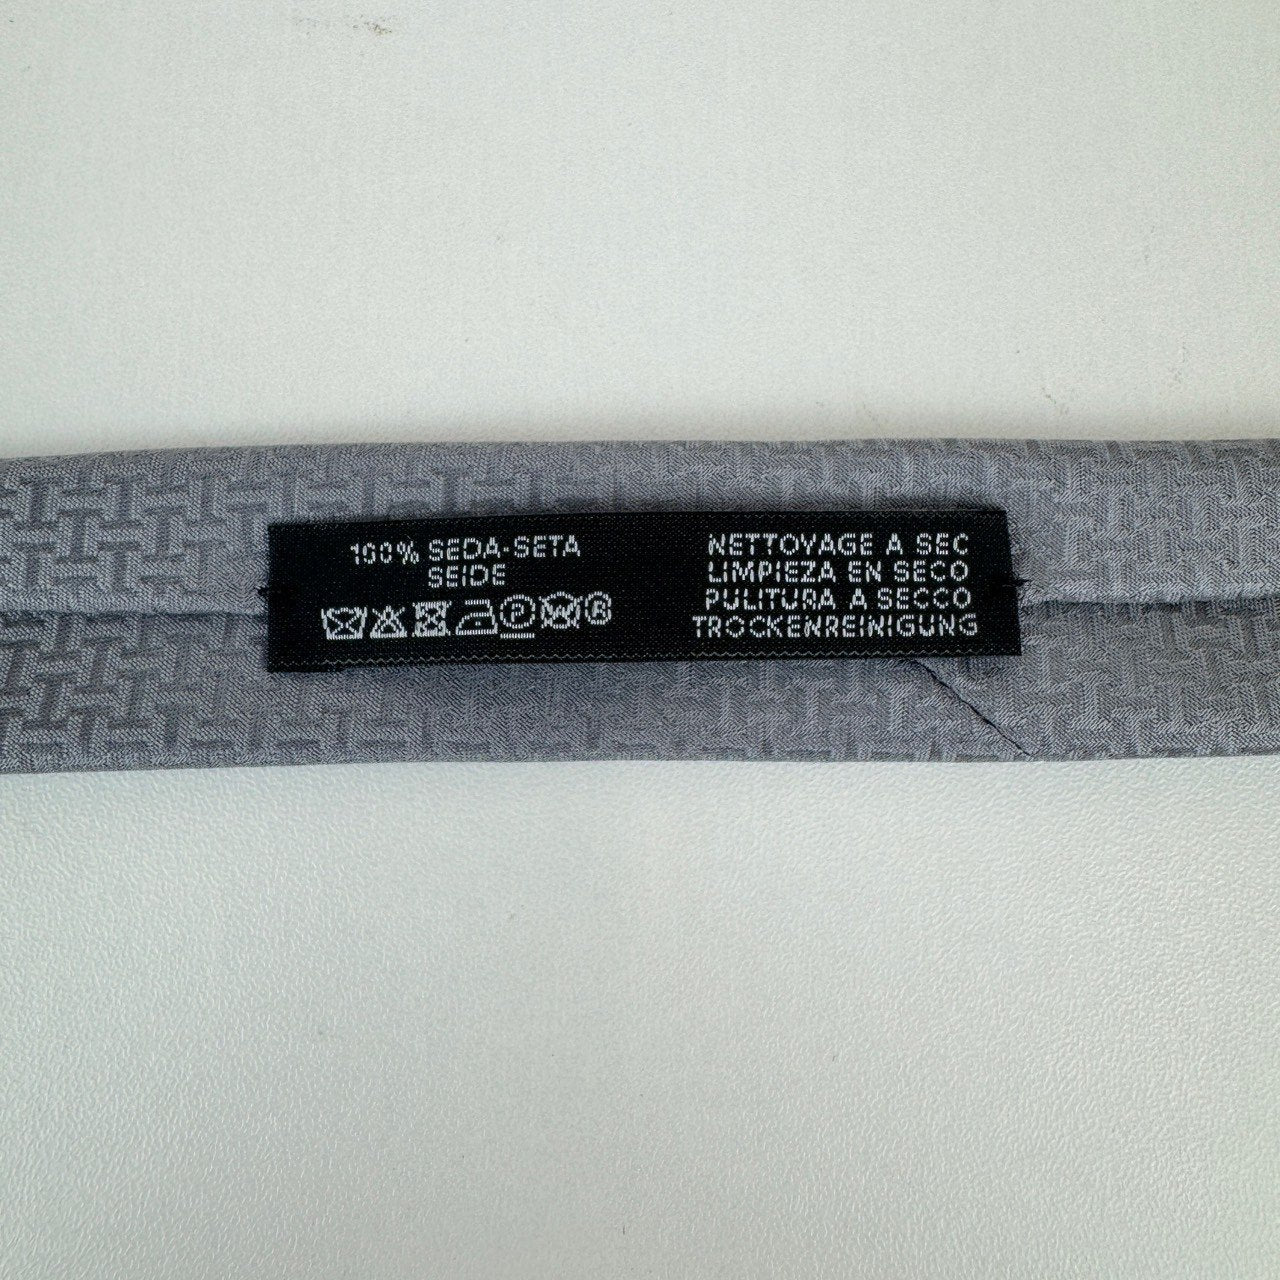 100% SEDA-SETA
SEIDE
P W ®
NETTOYAGE A SEC
LIMPIEZA EN SECO
PULITURA A SECCO
TROCKENREINIGUNG